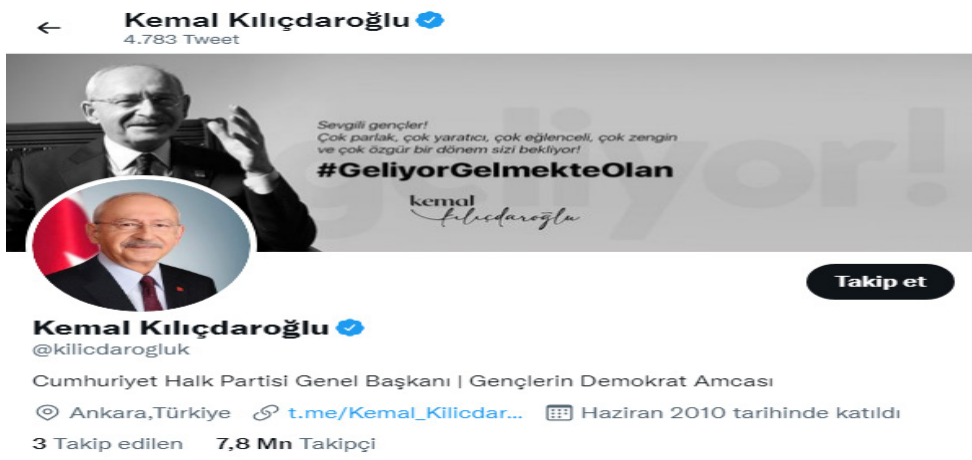 Kemal Kılıçdaroğlu
4.783 Tweet
geliyor!
Sevgili gençler!
Çok parlak, çok yaratıcı, çok eğlenceli, çok zengin
ve çok özgür bir dönem sizi bekliyor!
#GeliyorGelmekteOlan
kemal
kılıçdaroğlu
Takip et
Kemal Kılıçdaroğlu
@kilicdarogluk
Cumhuriyet Halk Partisi Genel Başkanı | Gençlerin Demokrat Amcası
Ankara,Türkiye t.me/Kemal_Kilicdar... Haziran 2010 tarihinde katıldı
3 Takip edilen 7,8 Mn Takipçi